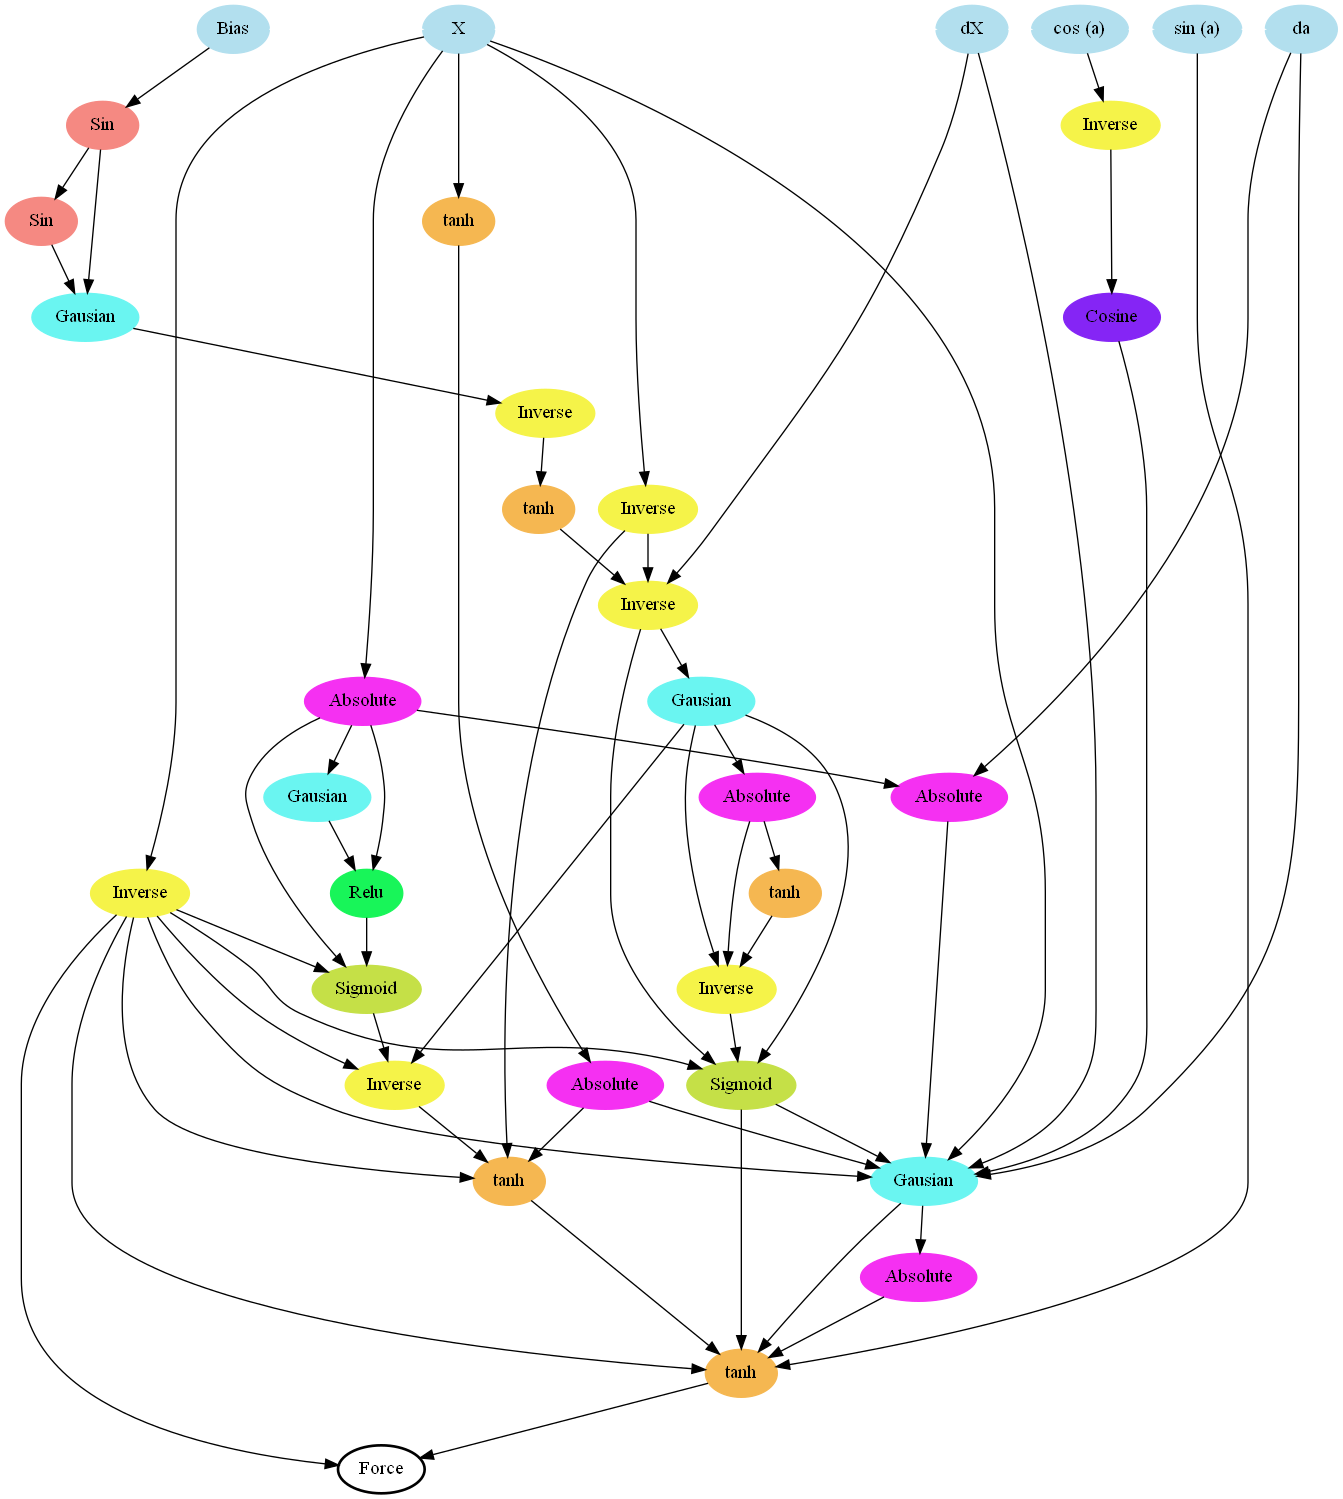 Bias
X
dX
cos (a)
sin (a)
da
Sin
Inverse
Sin
tanh
Gausian
Cosine
Inverse
tanh
Inverse
Inverse
Absolute
Gausian
Gausian
Absolute
Absolute
Inverse
Relu
tanh
Sigmoid
Inverse
Inverse
Absolute
Sigmoid
tanh
Gausian
Absolute
tanh
Force